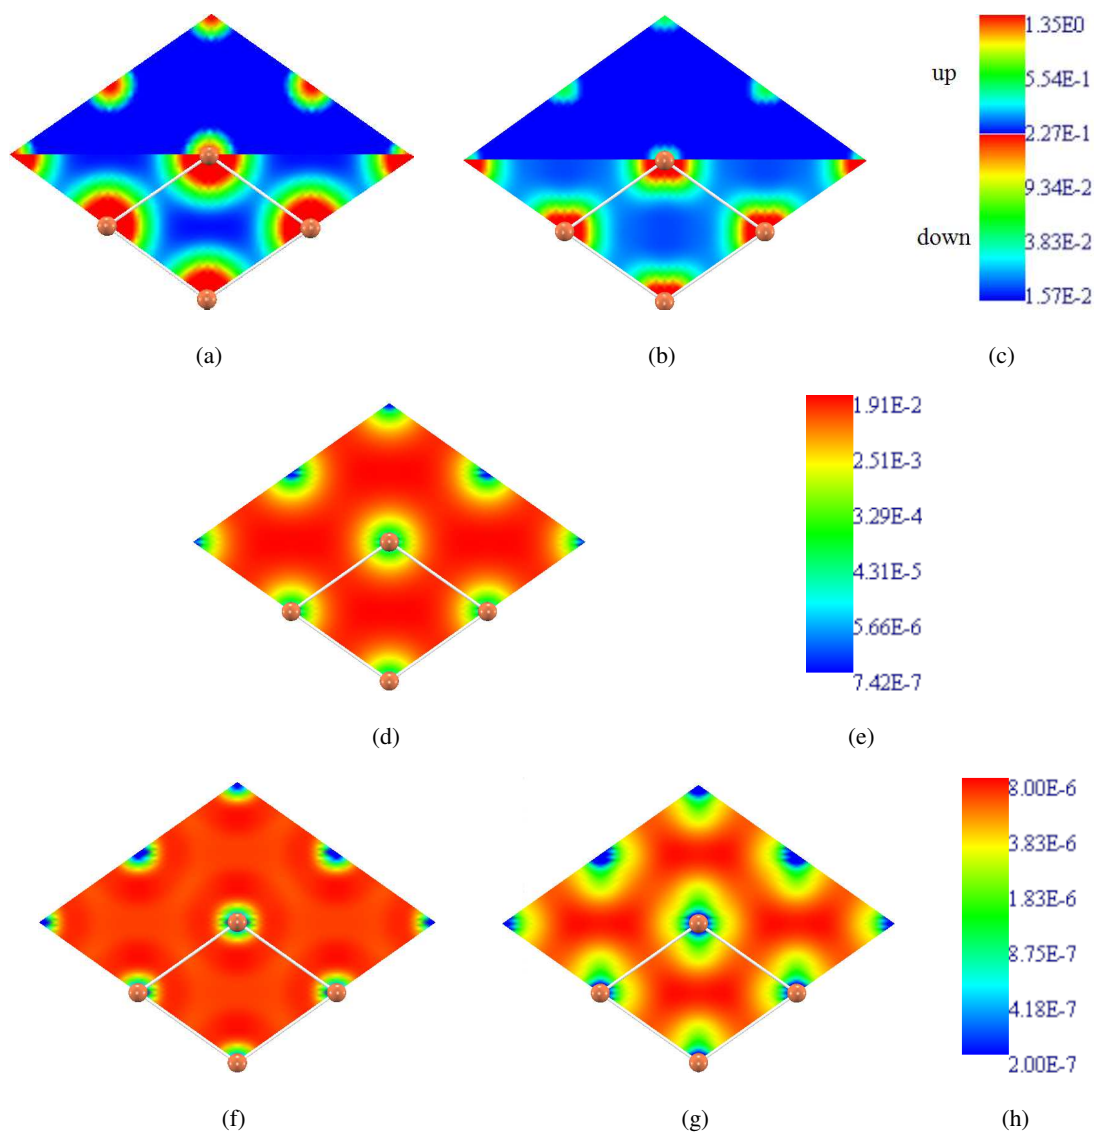 1.35E0
up
5.54E-1
2.27E-1
9.34E-2
down
3.83E-2
1.57E-2
(a)
(b)
(c)
1.91E-2
2.51E-3
3.29E-4
4.31E-5
5.66E-6
7.42E-7
(d)
(e)
8.00E-6
3.83E-6
1.83E-6
8.75E-7
4.18E-7
2.00E-7
(f)
(g)
(h)